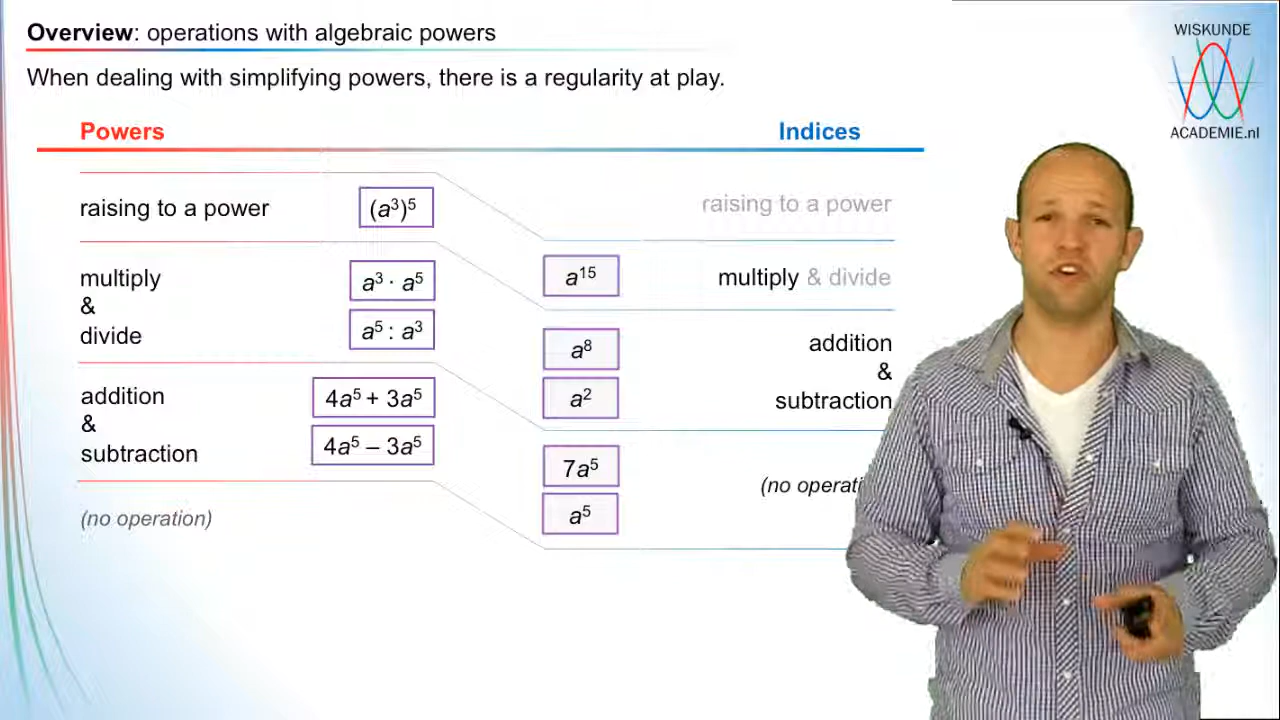 Overview: operations with algebraic powers
WISKUNDE
ACADEMIE.nl
When dealing with simplifying powers, there is a regularity at play.
Powers
Indices
raising to a power
(a³)⁵
raising to a power
multiply
&
divide
a³ · a⁵
a⁵ : a³
a¹⁵
multiply & divide
addition
&
subtraction
4a⁵ + 3a⁵
4a⁵ – 3a⁵
a⁸
a²
addition
&
subtraction
(no operation)
7a⁵
a⁵
(no operati